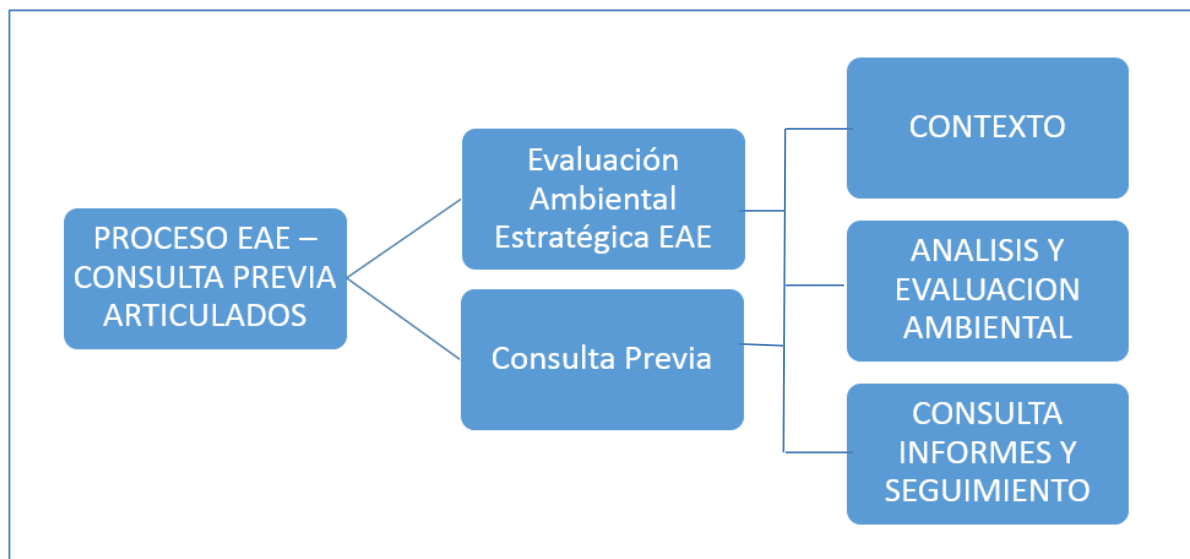 PROCESO EAE –
CONSULTA PREVIA
ARTICULADOS
Evaluación
Ambiental
Estratégica EAE
Consulta Previa
CONTEXTO
ANALISIS Y
EVALUACION
AMBIENTAL
CONSULTA
INFORMES Y
SEGUIMIENTO